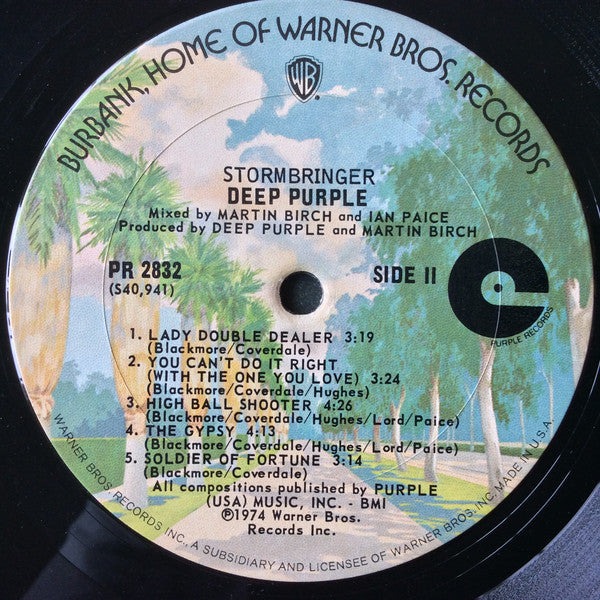 BURBANK, HOME OF WARNER BROS. RECORDS
WB
STORMBRINGER
DEEP PURPLE
Mixed by MARTIN BIRCH and IAN PAICE
Produced by DEEP PURPLE and MARTIN BIRCH
PR 2832
(S40,941)
SIDE II
PURPLE RECORDS
1. LADY DOUBLE DEALER 3:19
(Blackmore/Coverdale)
2. YOU CAN'T DO IT RIGHT
(WITH THE ONE YOU LOVE) 3:24
(Blackmore/Coverdale/Hughes)
3. HIGH BALL SHOOTER 4:26
(Blackmore/Coverdale/Hughes/Lord/Paice)
4. THE GYPSY 4:13
(Blackmore/Coverdale/Hughes/Lord/Paice)
5. SOLDIER OF FORTUNE 3:14
(Blackmore/Coverdale)
All compositions published by PURPLE
(USA) MUSIC, INC. - BMI
℗1974 Warner Bros.
Records Inc.
WARNER BROS. RECORDS INC., A SUBSIDIARY AND LICENSEE OF WARNER BROS. INC. MADE IN U.S.A.